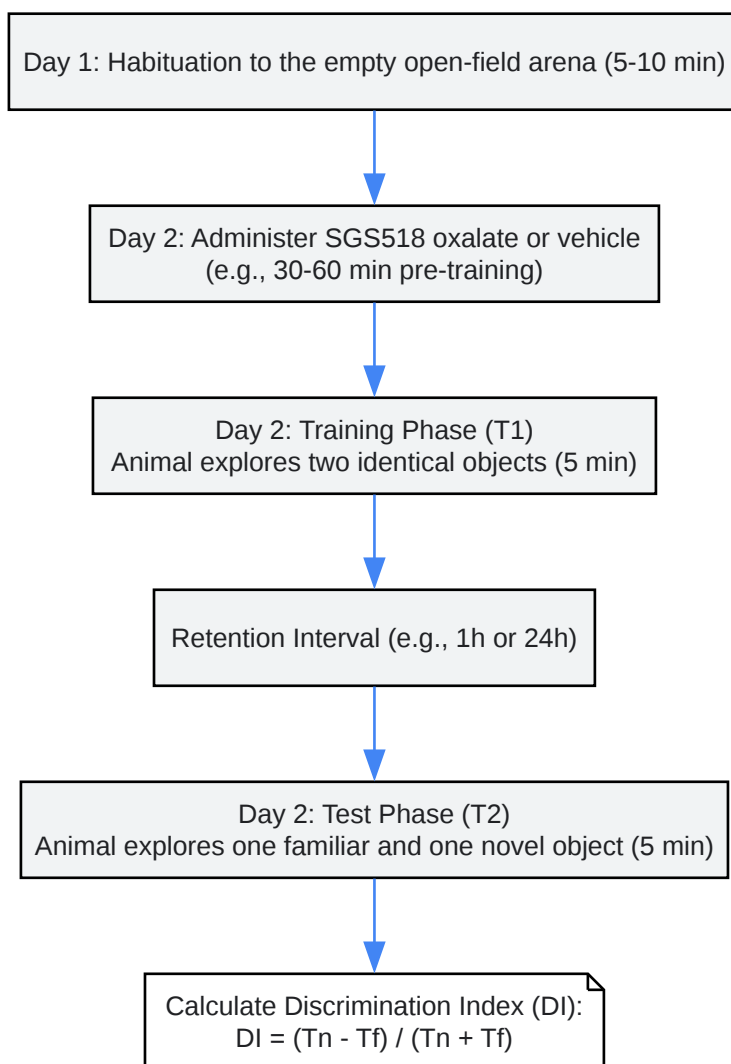 Day 1: Habituation to the empty open-field arena (5-10 min)
Day 2: Administer SGS518 oxalate or vehicle
(e.g., 30-60 min pre-training)
Day 2: Training Phase (T1)
Animal explores two identical objects (5 min)
Retention Interval (e.g., 1h or 24h)
Day 2: Test Phase (T2)
Animal explores one familiar and one novel object (5 min)
Calculate Discrimination Index (DI):
DI = (Tn - Tf) / (Tn + Tf)